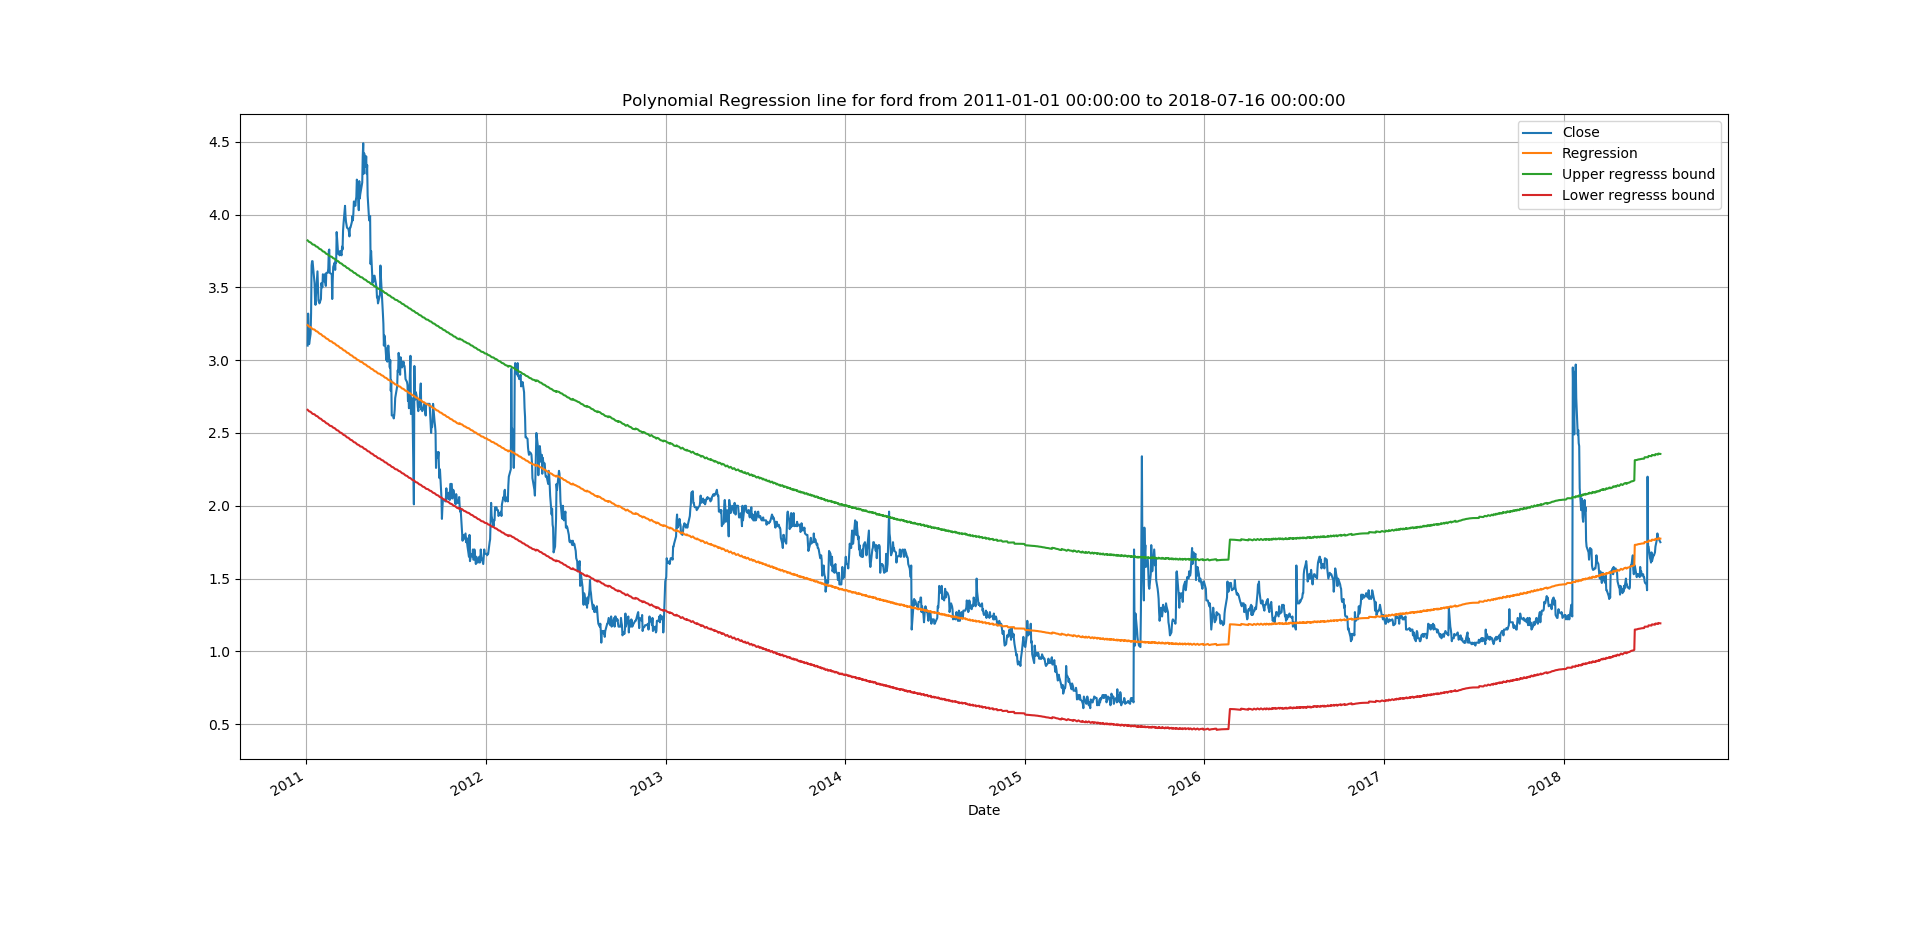 Polynomial Regression line for ford from 2011-01-01 00:00:00 to 2018-07-16 00:00:00
Close
Regression
Upper regresss bound
Lower regresss bound
4.5
4.0
3.5
3.0
2.5
2.0
1.5
1.0
0.5
2011 2012 2013 2014 2015 2016 2017 2018
Date